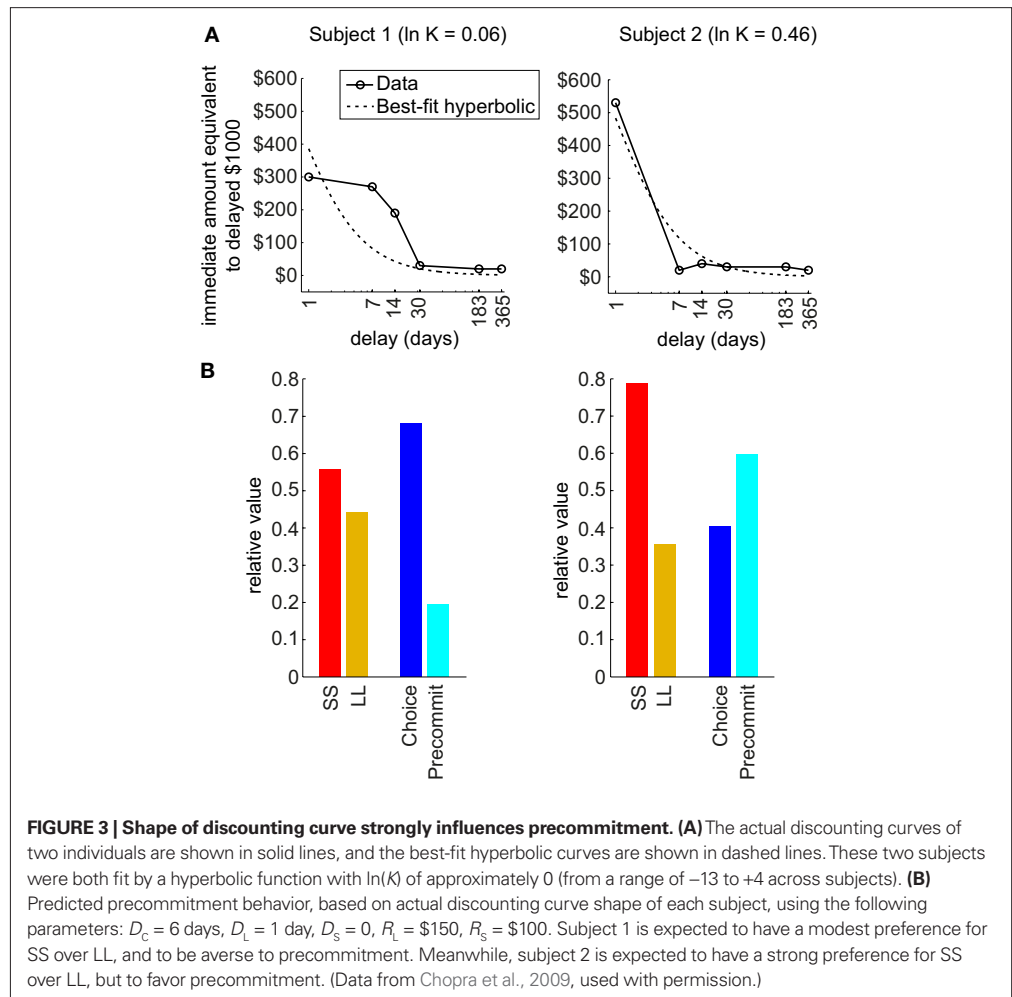 A
Subject 1 (ln K = 0.06)
Subject 2 (ln K = 0.46)
immediate amount equivalent
to delayed $1000
$600
$500
$400
$300
$200
$100
$0
Data
Best-fit hyperbolic
1
7
14
30
183
365
delay (days)
$600
$500
$400
$300
$200
$100
$0
1
7
14
30
183
365
delay (days)
B
relative value
0.8
0.7
0.6
0.5
0.4
0.3
0.2
0.1
0
SS
LL
Choice
Precommit
relative value
0.8
0.7
0.6
0.5
0.4
0.3
0.2
0.1
0
SS
LL
Choice
Precommit
FIGURE 3 | Shape of discounting curve strongly influences precommitment. (A) The actual discounting curves of
two individuals are shown in solid lines, and the best-fit hyperbolic curves are shown in dashed lines. These two subjects
were both fit by a hyperbolic function with ln(K) of approximately 0 (from a range of –13 to +4 across subjects). (B)
Predicted precommitment behavior, based on actual discounting curve shape of each subject, using the following
parameters: D_C = 6 days, D_L = 1 day, D_S = 0, R_L = $150, R_S = $100. Subject 1 is expected to have a modest preference for
SS over LL, and to be averse to precommitment. Meanwhile, subject 2 is expected to have a strong preference for SS
over LL, but to favor precommitment. (Data from Chopra et al., 2009, used with permission.)